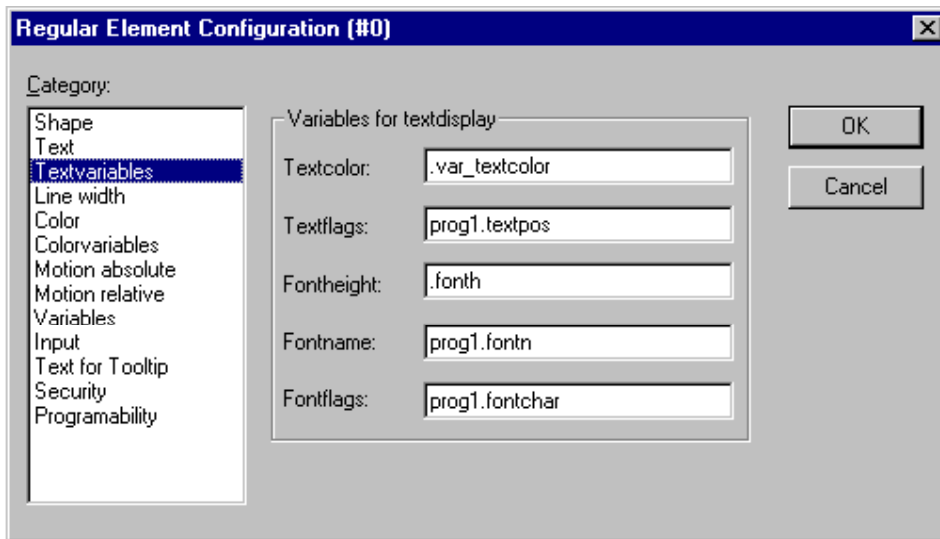 Regular Element Configuration (#0)
Category:
Shape
Text
Textvariables
Line width
Color
Colorvariables
Motion absolute
Motion relative
Variables
Input
Text for Tooltip
Security
Programability
Variables for textdisplay
Textcolor: .var_textcolor
Textflags: prog1.textpos
Fontheight: .fonth
Fontname: prog1.fontn
Fontflags: prog1.fontchar
OK
Cancel